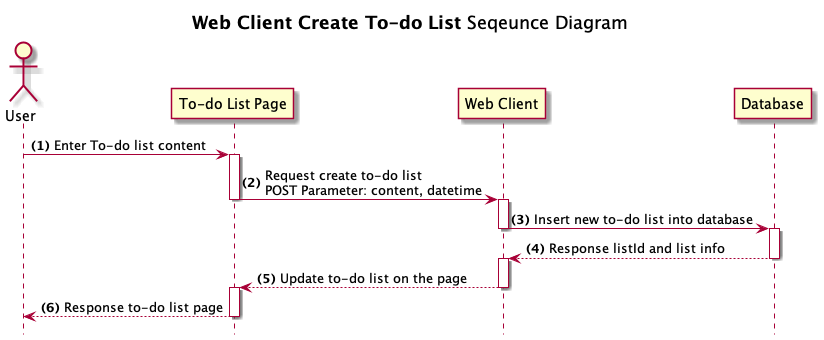 Web Client Create To-do List Seqeunce Diagram
User
To-do List Page
Web Client
Database
(1) Enter To-do list content
(2) Request create to-do list
POST Parameter: content, datetime
(3) Insert new to-do list into database
(4) Response listId and list info
(5) Update to-do list on the page
(6) Response to-do list page